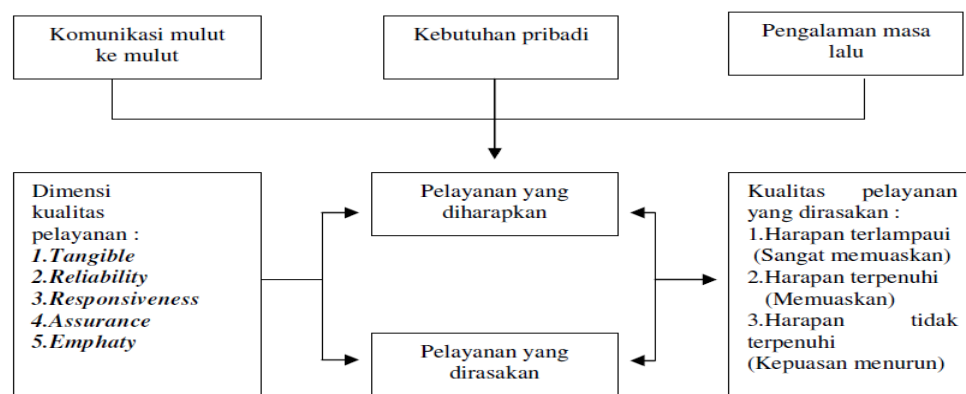 Komunikasi mulut
ke mulut
Kebutuhan pribadi
Pengalaman masa
lalu
Dimensi
kualitas
pelayanan :
1.Tangible
2.Reliability
3.Responsiveness
4.Assurance
5.Emphaty
Pelayanan yang
diharapkan
Pelayanan yang
dirasakan
Kualitas pelayanan
yang dirasakan :
1.Harapan terlampaui
(Sangat memuaskan)
2.Harapan terpenuhi
(Memuaskan)
3.Harapan tidak
terpenuhi
(Kepuasan menurun)